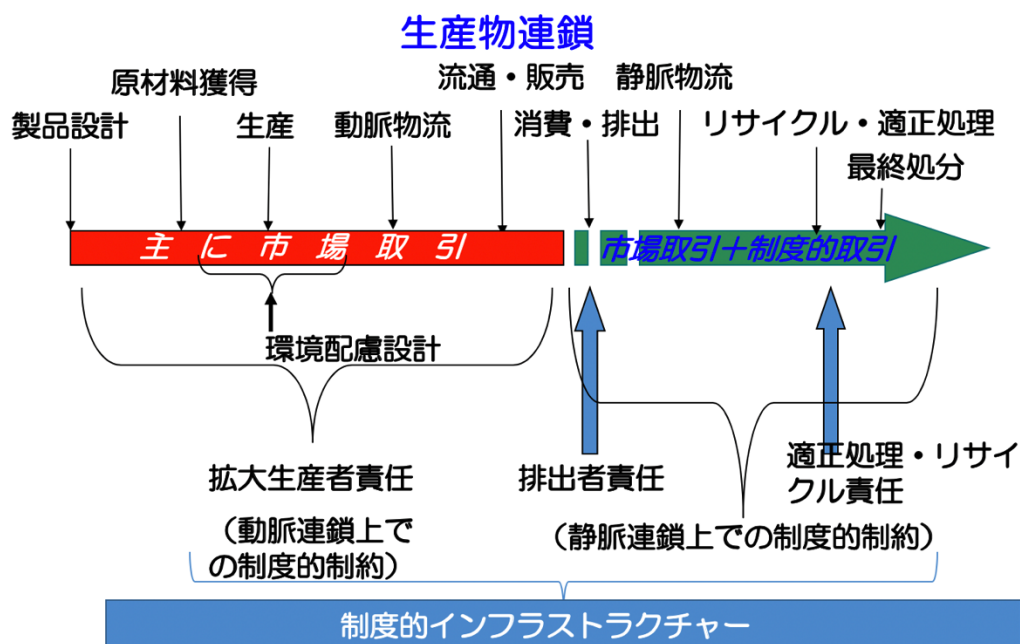 生産物連鎖
流通・販売
静脈物流
原材料獲得
製品設計
生産
動脈物流
消費・排出
リサイクル・適正処理
最終処分
主に市場取引
市場取引＋制度的取引
環境配慮設計
拡大生産者責任
（動脈連鎖上で
の制度的制約）
排出者責任
適正処理・リサイ
クル責任
（静脈連鎖上での制度的制約）
制度的インフラストラクチャー